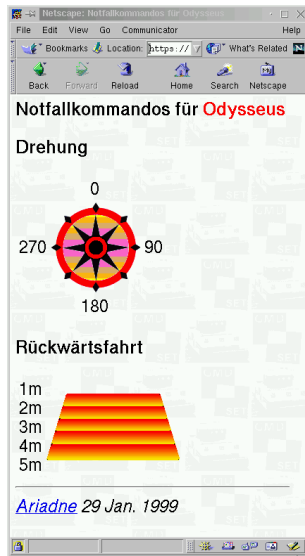 Netscape: Notfallkommandos für Odysseus
File Edit View Go Communicator Help
Bookmarks Location: https:// What's Related
Back Forward Reload Home Search Netscape
Notfallkommandos für Odysseus
Drehung
0
270 90
180
Rückwärtsfahrt
1m
2m
3m
4m
5m
Ariadne 29 Jan. 1999